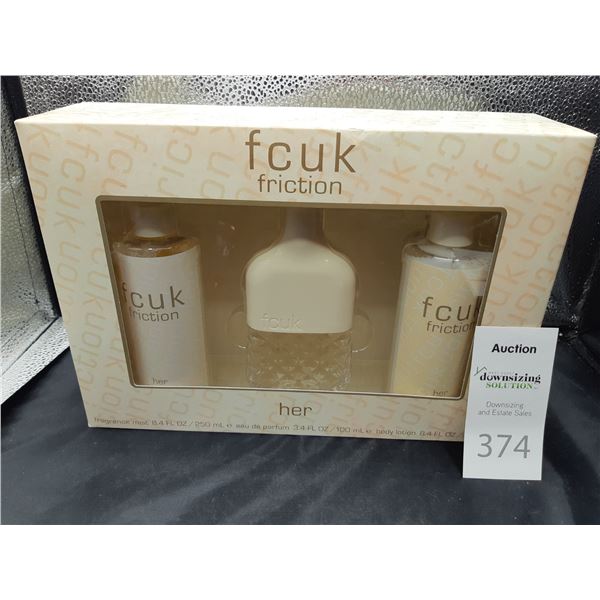 fcuk
friction
fcuk
friction
her
fcuk
fcuk
friction
her
her
fragrance mist 8.4 FL OZ / 250 mL e eau de parfum 3.4 FL OZ / 100 mL e body lotion 8.4 FL OZ /
Auction
downsizing
SOLUTION
Downsizing
and Estate Sales
374